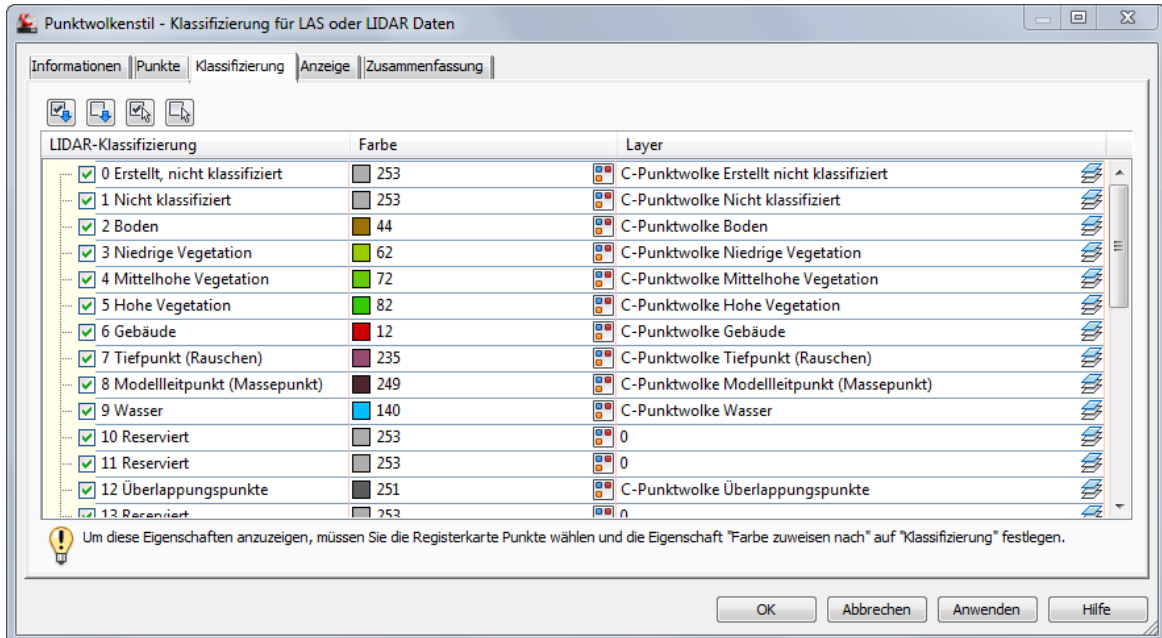 Punktwolkenstil - Klassifizierung für LAS oder LIDAR Daten
Informationen Punkte Klassifizierung Anzeige Zusammenfassung
LIDAR-Klassifizierung Farbe Layer
0 Erstellt, nicht klassifiziert 253 C-Punktwolke Erstellt nicht klassifiziert
1 Nicht klassifiziert 253 C-Punktwolke Nicht klassifiziert
2 Boden 44 C-Punktwolke Boden
3 Niedrige Vegetation 62 C-Punktwolke Niedrige Vegetation
4 Mittelhohe Vegetation 72 C-Punktwolke Mittelhohe Vegetation
5 Hohe Vegetation 82 C-Punktwolke Hohe Vegetation
6 Gebäude 12 C-Punktwolke Gebäude
7 Tiefpunkt (Rauschen) 235 C-Punktwolke Tiefpunkt (Rauschen)
8 Modellleitpunkt (Massepunkt) 249 C-Punktwolke Modellleitpunkt (Massepunkt)
9 Wasser 140 C-Punktwolke Wasser
10 Reserviert 253 0
11 Reserviert 253 0
12 Überlappungspunkte 251 C-Punktwolke Überlappungspunkte
13 Reserviert 253 0
Um diese Eigenschaften anzuzeigen, müssen Sie die Registerkarte Punkte wählen und die Eigenschaft "Farbe zuweisen nach" auf "Klassifizierung" festlegen.
OK Abbrechen Anwenden Hilfe